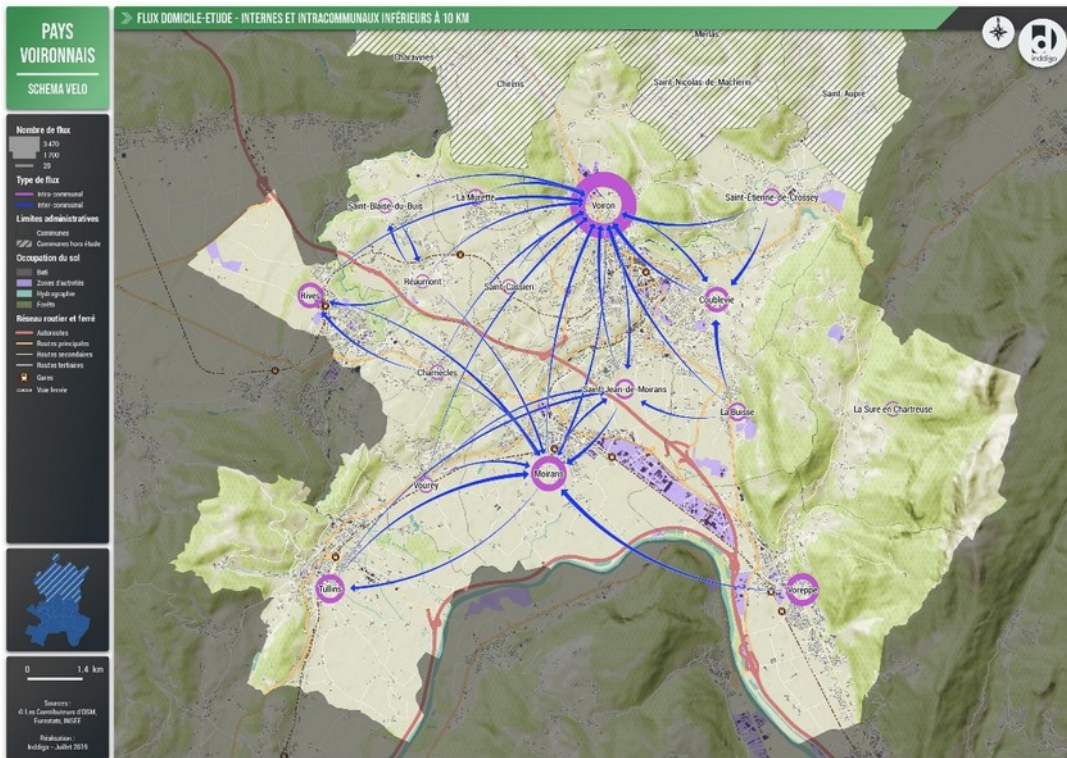 PAYS
VOIRONNAIS
SCHEMA VELO
FLUX DOMICILE-ETUDE - INTERNES ET INTRACOMMUNAUX INFÉRIEURS À 10 KM
inddigo
Nombre de flux
3 470
1 700
20
Type de flux
Intra-communal
Inter-communal
Limites administratives
Communes
Communes hors étude
Occupation du sol
Bati
Zones d'activités
Hydrographie
Forêts
Réseau routier et ferré
Autoroutes
Routes principales
Routes secondaires
Routes tertiaires
Gares
Voie ferrée
0 1.4 km
Sources :
© Les Contributeurs d'OSM,
Eurostats, INSEE
Réalisation :
Inddigo - Juillet 2019
Merlas
Charavines
Chirens
Saint-Nicolas-de-Macherin
Saint-Aupre
La Murette
Saint-Blaise-du-Buis
Voiron
Saint-Étienne-de-Crossey
Réaumont
Saint-Cassien
Rives
Coublevie
Charnècles
Saint-Jean-de-Moirans
La Buisse
La Sure en Chartreuse
Moirans
Vourey
Tullins
Voreppe